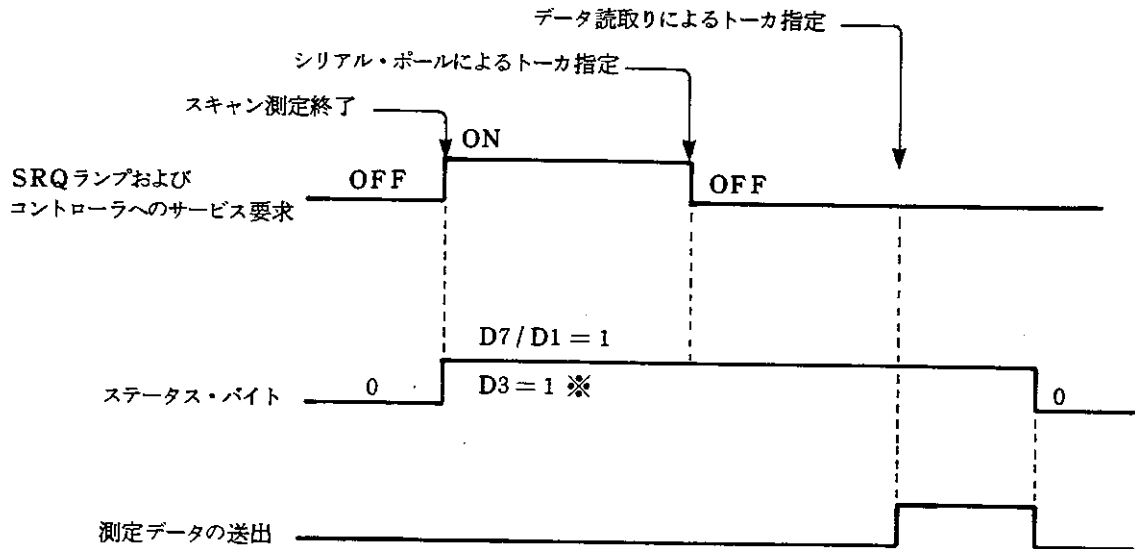 データ読取りによるトーカ指定
シリアル・ポールによるトーカ指定
スキャン測定終了
ON
SRQランプおよび
コントローラへのサービス要求
OFF
OFF
D7/D1=1
ステータス・バイト
0
D3=1 ※
0
測定データの送出